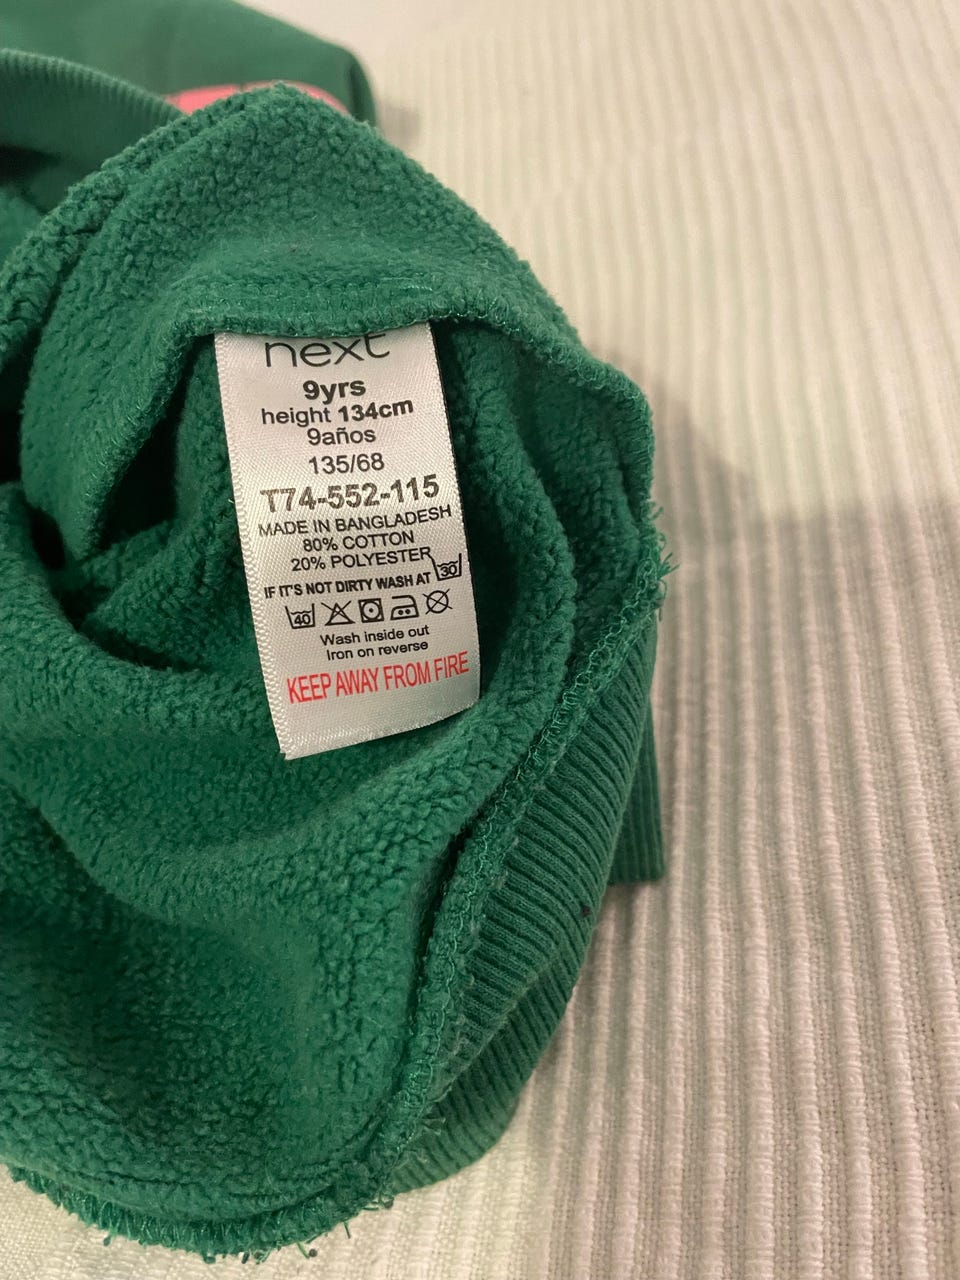 next
9yrs
height 134cm
9años
135/68
T74-552-115
MADE IN BANGLADESH
80% COTTON
20% POLYESTER
IF IT'S NOT DIRTY WASH AT 30
40
Wash inside out
Iron on reverse
KEEP AWAY FROM FIRE